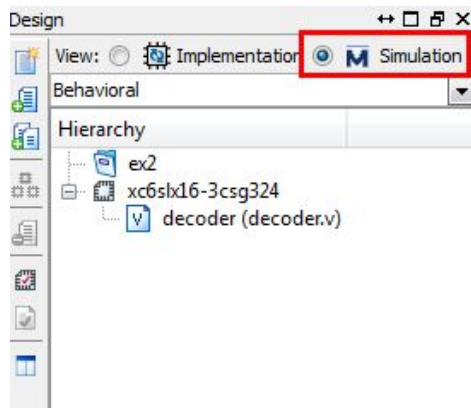 Design
View: Implementation Simulation
Behavioral
Hierarchy
ex2
xc6slx16-3csg324
decoder (decoder.v)